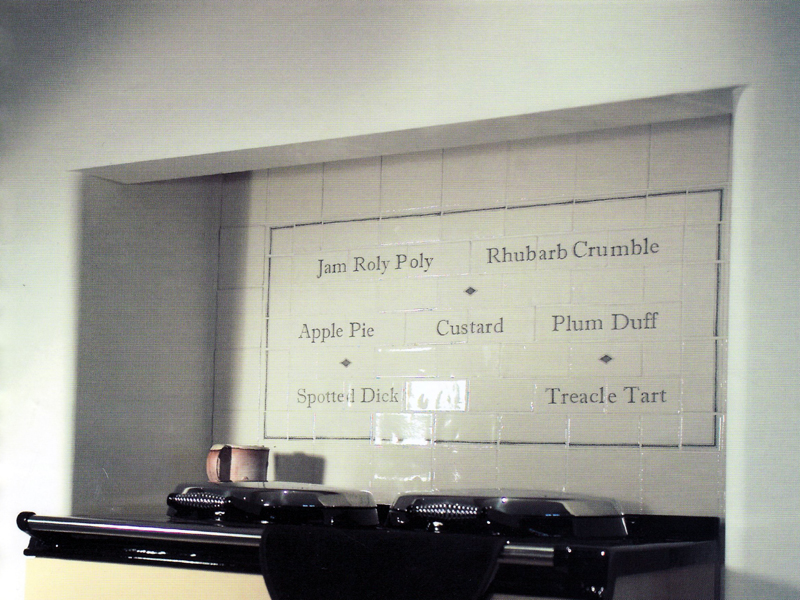 Jam Roly Poly Rhubarb Crumble
Apple Pie Custard Plum Duff
Spotted Dick Treacle Tart